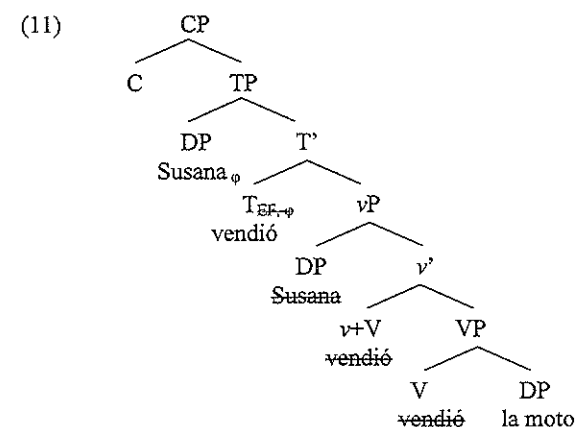 (11) CP
C TP
DP T’
Susana φ
T EF, φ vP
vendió
DP v’
Susana
v+V VP
vendió
V DP
vendió la moto